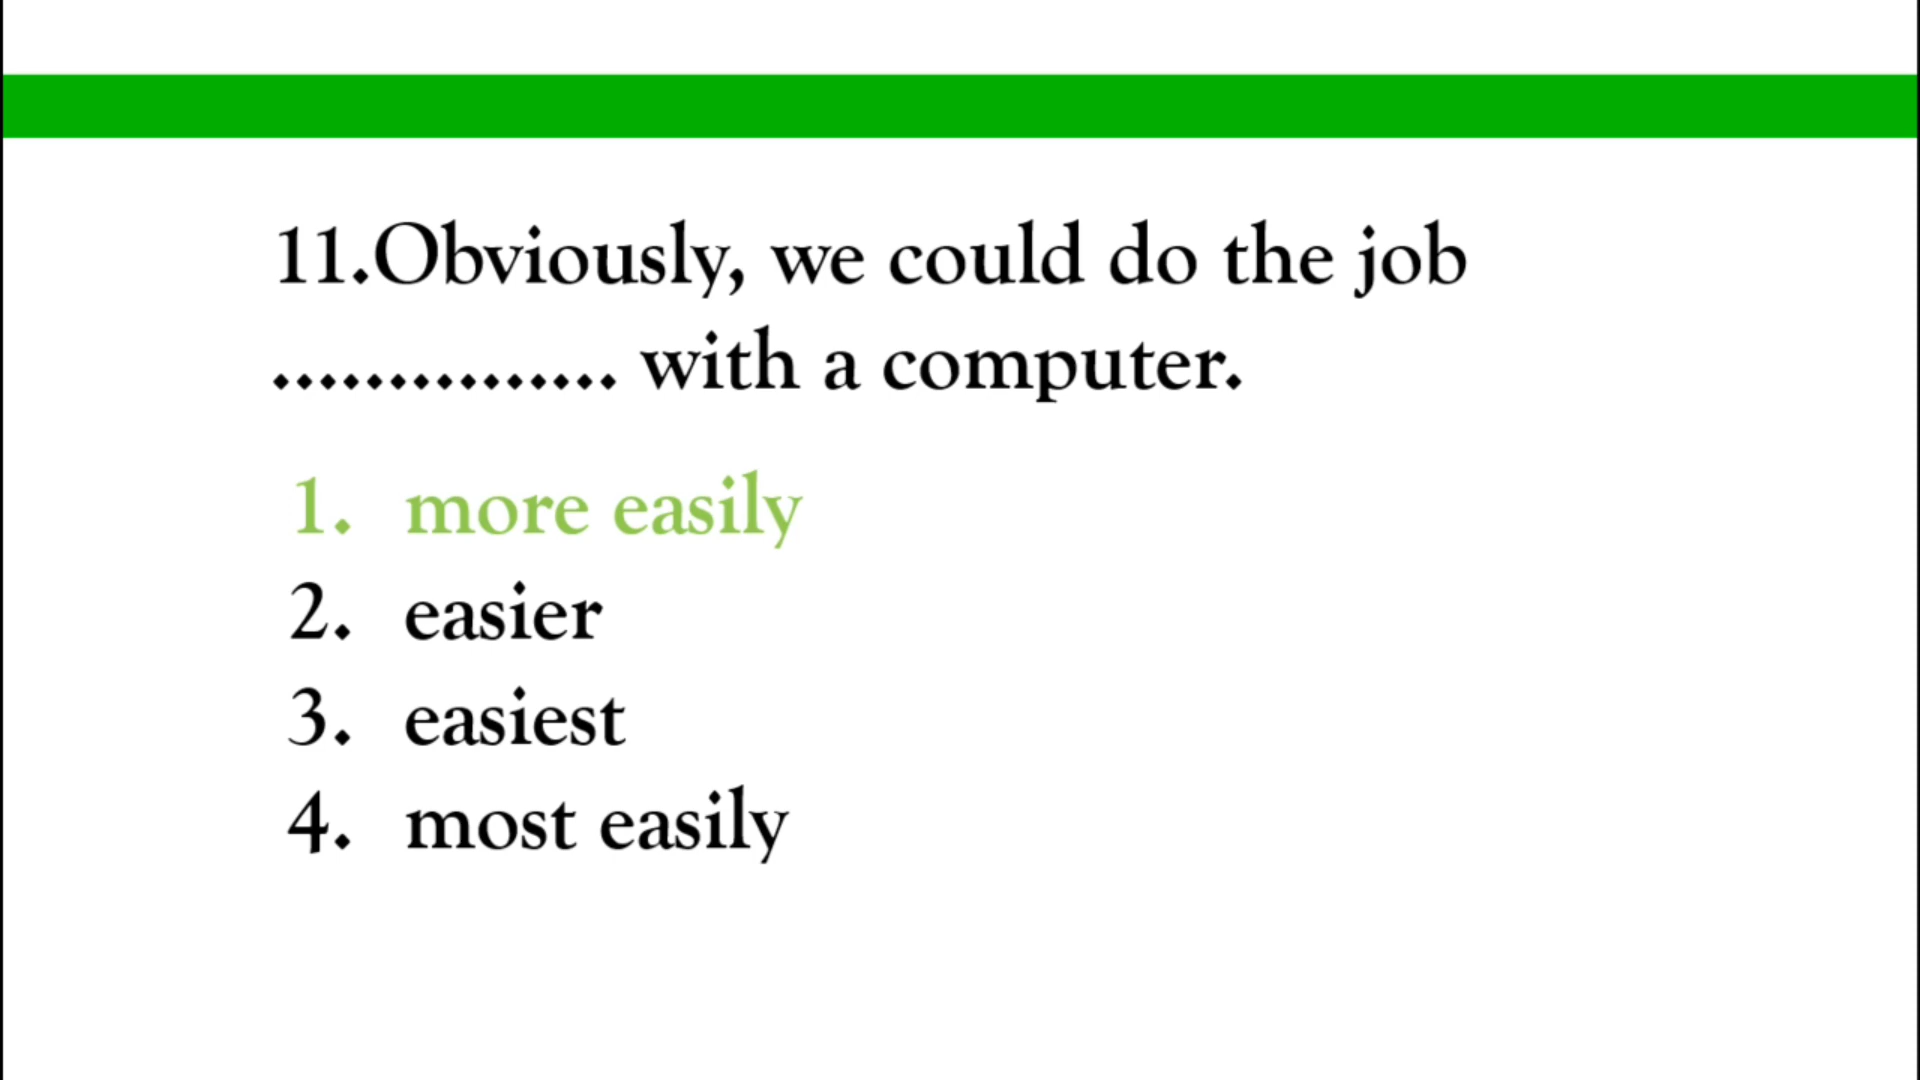 11.Obviously, we could do the job
............... with a computer.
1. more easily
2. easier
3. easiest
4. most easily